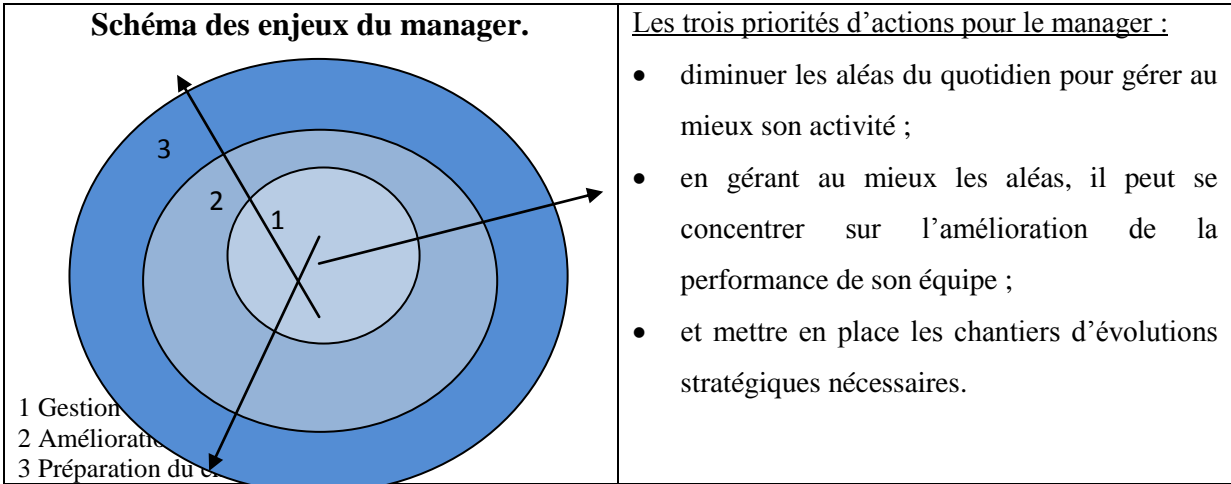 Schéma des enjeux du manager.
3
2
1
1 Gestion
2 Amélioratio
3 Préparation du c
Les trois priorités d’actions pour le manager :
• diminuer les aléas du quotidien pour gérer au
mieux son activité ;
• en gérant au mieux les aléas, il peut se
concentrer sur l’amélioration de la
performance de son équipe ;
• et mettre en place les chantiers d’évolutions
stratégiques nécessaires.